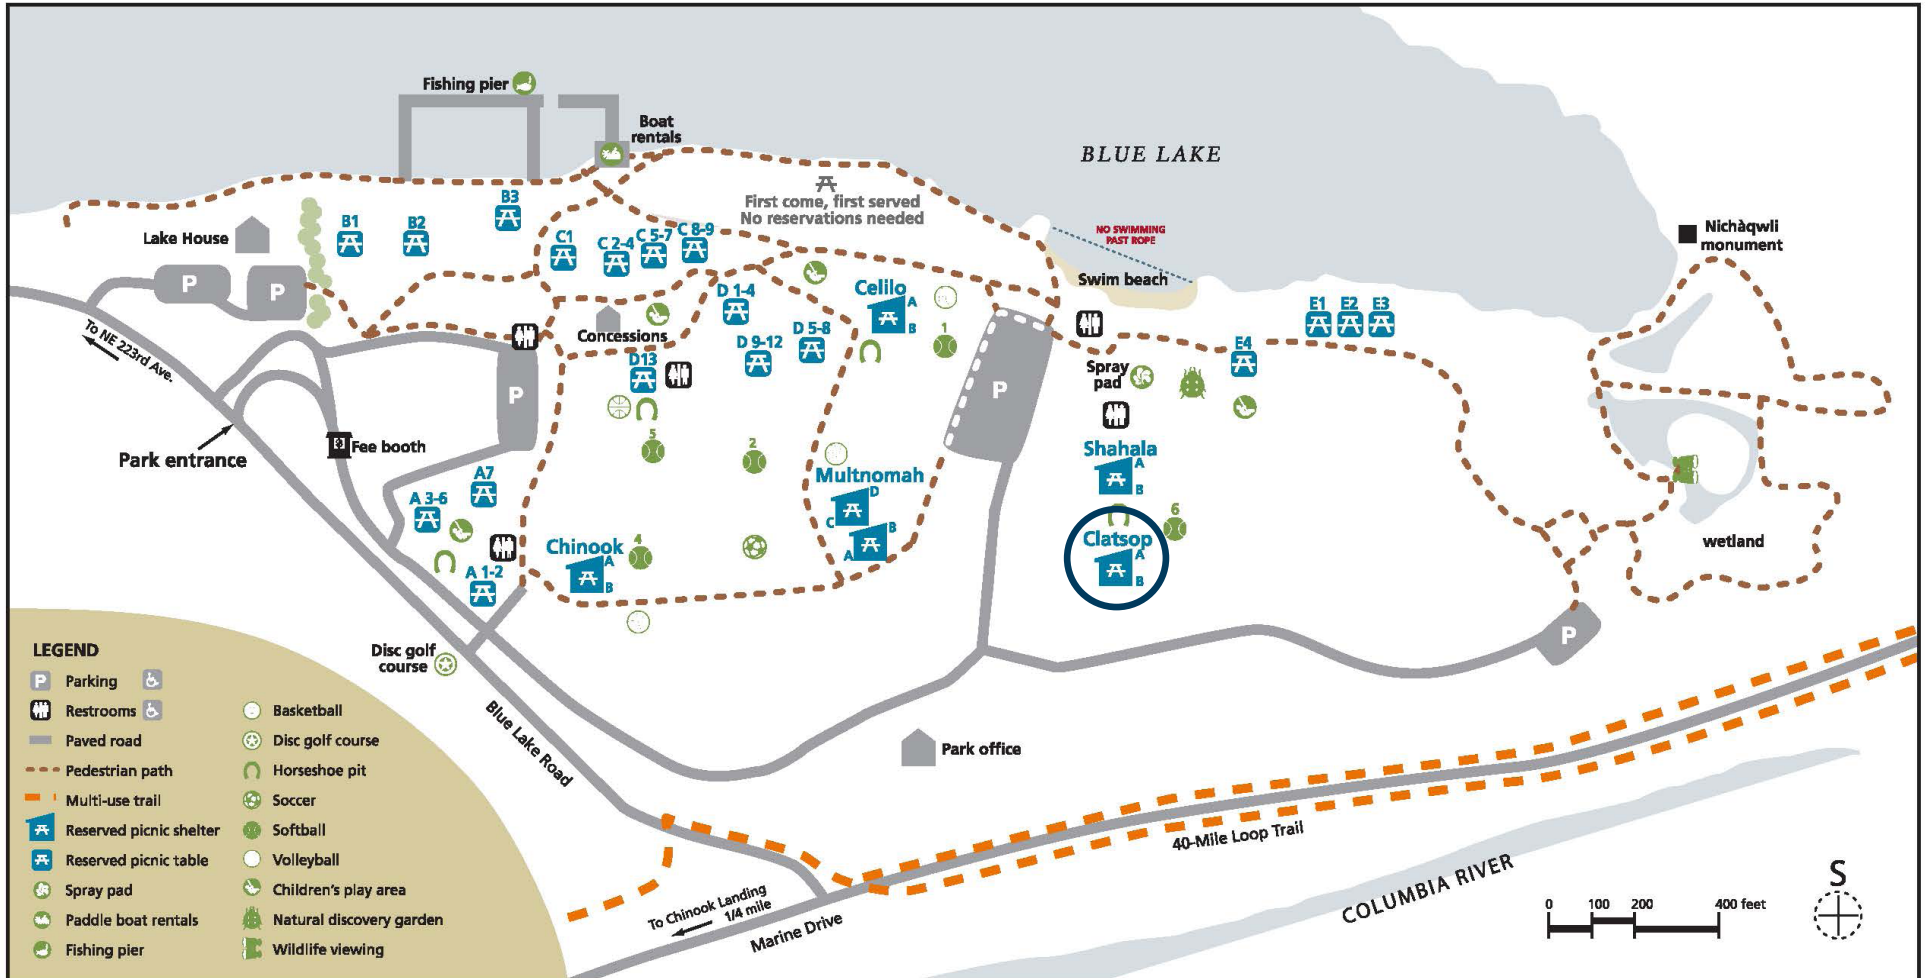 Fishing pier
Boat
rentals
BLUE LAKE
First come, first served
No reservations needed
B1
B2
B3
C1
C 2-4
C 5-7
C 8-9
Lake House
P
P
NO SWIMMING
PAST ROPE
Swim beach
Nichàqwli
monument
To NE 223rd Ave.
Concessions
D 1-4
D 5-8
D 9-12
D13
Celilo
A
B
1
E1
E2
E3
E4
Spray
pad
P
P
Park entrance
Fee booth
5
2
A7
A 3-6
A 1-2
Multnomah
D
C
B
A
Shahala
A
B
6
Clatsop
A
B
Chinook
A
B
4
wetland
P
Disc golf
course
Blue Lake Road
Park office
40-Mile Loop Trail
COLUMBIA RIVER
To Chinook Landing
1/4 mile
Marine Drive
LEGEND
P Parking
Restrooms
Paved road
Pedestrian path
Multi-use trail
Reserved picnic shelter
Reserved picnic table
Spray pad
Paddle boat rentals
Fishing pier
Basketball
Disc golf course
Horseshoe pit
Soccer
Softball
Volleyball
Children's play area
Natural discovery garden
Wildlife viewing
0 100 200 400 feet
S